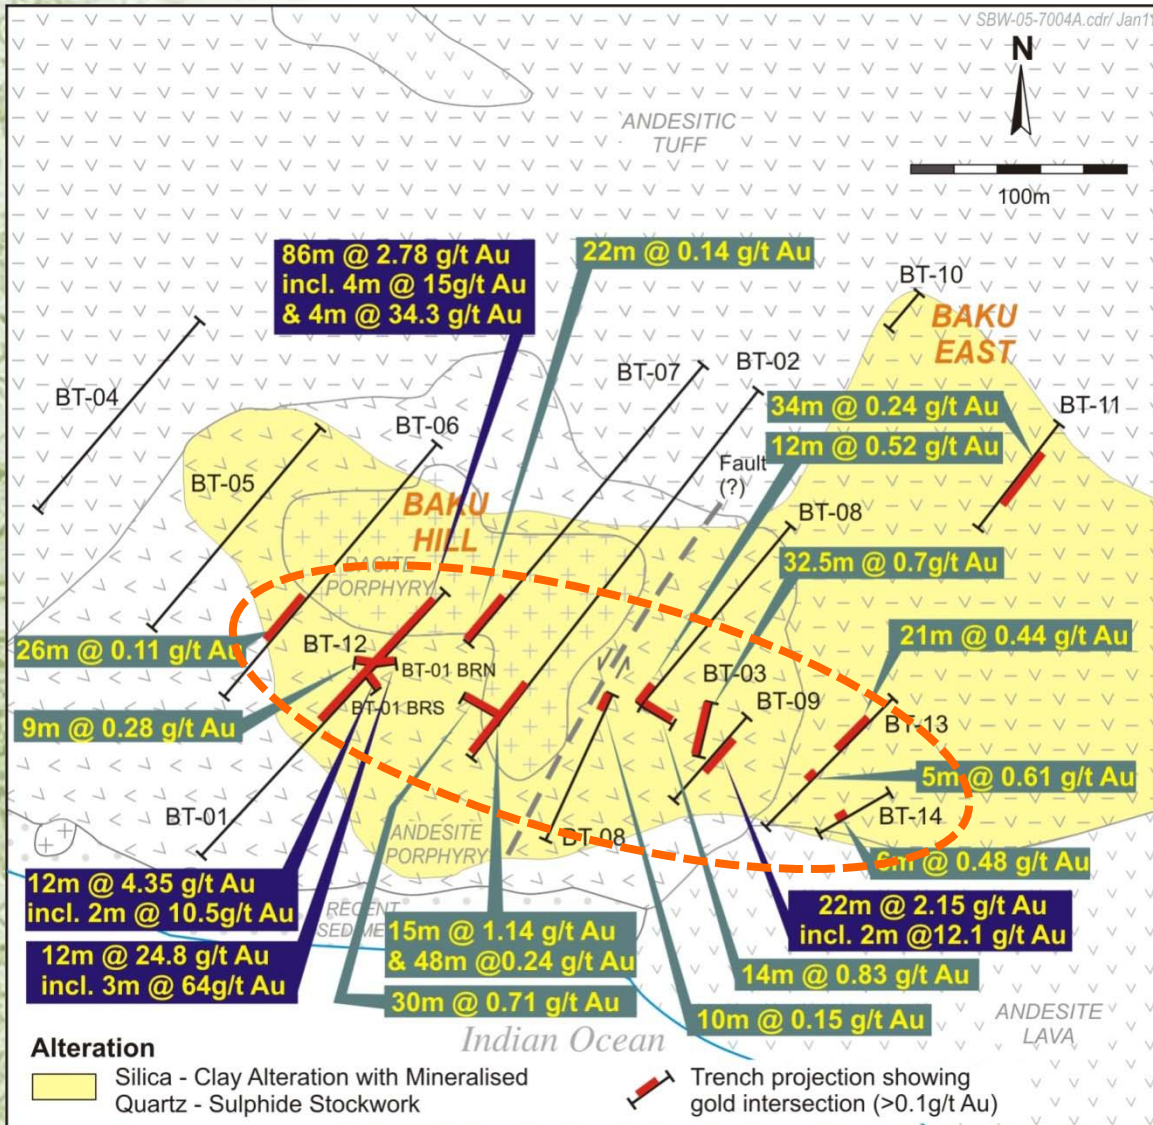 SBW-05-7004A.cdr/ Jan1
N
ANDESITIC
TUFF
100m
86m @ 2.78 g/t Au
incl. 4m @ 15g/t Au
& 4m @ 34.3 g/t Au
22m @ 0.14 g/t Au
BT-10
BAKU
EAST
BT-04
BT-07
BT-02
34m @ 0.24 g/t Au
BT-11
BT-06
12m @ 0.52 g/t Au
Fault
(?)
BT-05
BAKU
HILL
BT-08
DACITE
PORPHYRY
32.5m @ 0.7g/t Au
26m @ 0.11 g/t Au
BT-12
BT-01 BRN
21m @ 0.44 g/t Au
BT-03
BT-01 BRS
BT-09
9m @ 0.28 g/t Au
BT-13
5m @ 0.61 g/t Au
BT-01
ANDESITE
PORPHYRY
BT-08
BT-14
@ 0.48 g/t Au
12m @ 4.35 g/t Au
incl. 2m @ 10.5g/t Au
RECENT
22m @ 2.15 g/t Au
incl. 2m @12.1 g/t Au
15m @ 1.14 g/t Au
& 48m @0.24 g/t Au
12m @ 24.8 g/t Au
incl. 3m @ 64g/t Au
14m @ 0.83 g/t Au
30m @ 0.71 g/t Au
10m @ 0.15 g/t Au
ANDESITE
LAVA
Indian Ocean
Alteration
Silica - Clay Alteration with Mineralised
Quartz - Sulphide Stockwork
Trench projection showing
gold intersection (>0.1g/t Au)